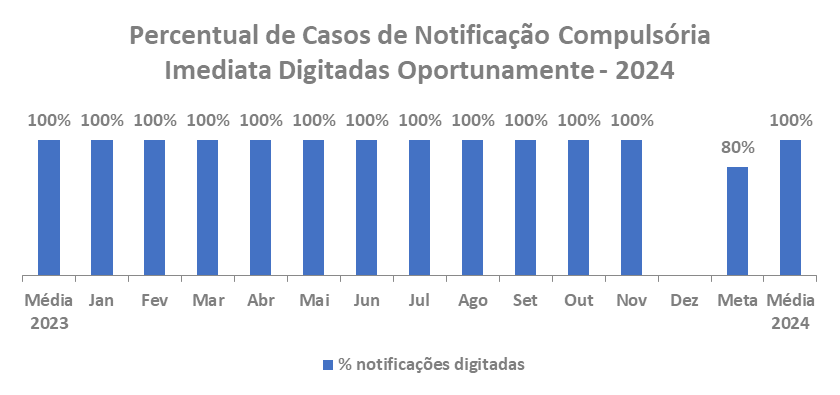 Percentual de Casos de Notificação Compulsória
Imediata Digitadas Oportunamente - 2024
100% 100% 100% 100% 100% 100% 100% 100% 100% 100% 100% 100% 80% 100%
Média Jan Fev Mar Abr Mai Jun Jul Ago Set Out Nov Dez Meta Média
2023 2024
% notificações digitadas